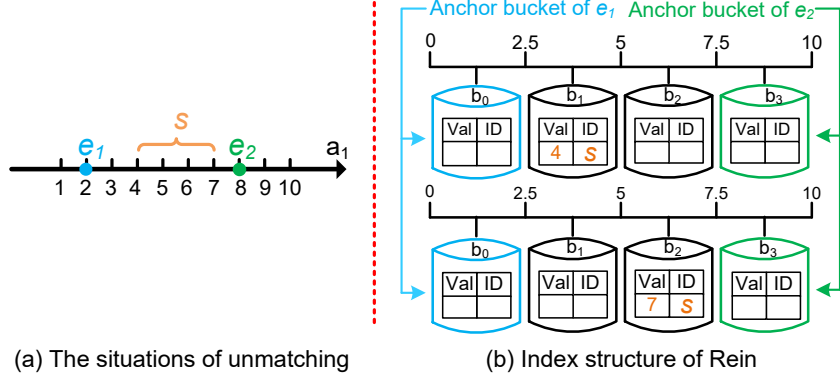 s
e1 e2 a1
1 2 3 4 5 6 7 8 9 10
(a) The situations of unmatching
Anchor bucket of e1 Anchor bucket of e2
0 2.5 5 7.5 10
b0 b1 b2 b3
Val ID Val ID Val ID Val ID
4 s
0 2.5 5 7.5 10
b0 b1 b2 b3
Val ID Val ID Val ID Val ID
7 s
(b) Index structure of Rein